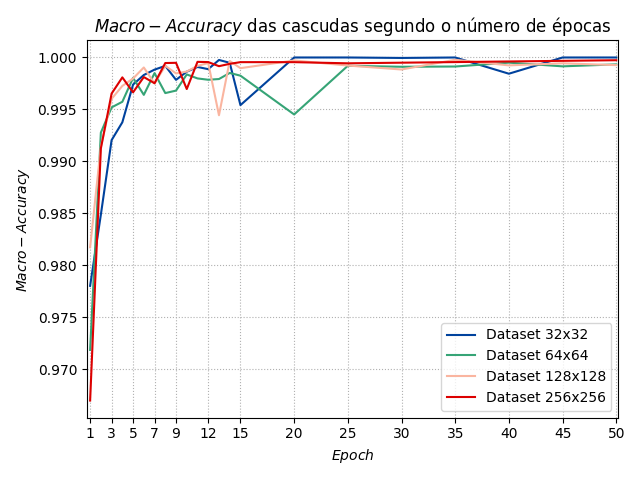 Macro − Accuracy das cascudas segundo o número de épocas
1.000
0.995
0.990
0.985
0.980
0.975
0.970
Macro − Accuracy
Dataset 32x32
Dataset 64x64
Dataset 128x128
Dataset 256x256
1 3 5 7 9 12 15 20 25 30 35 40 45 50
Epoch